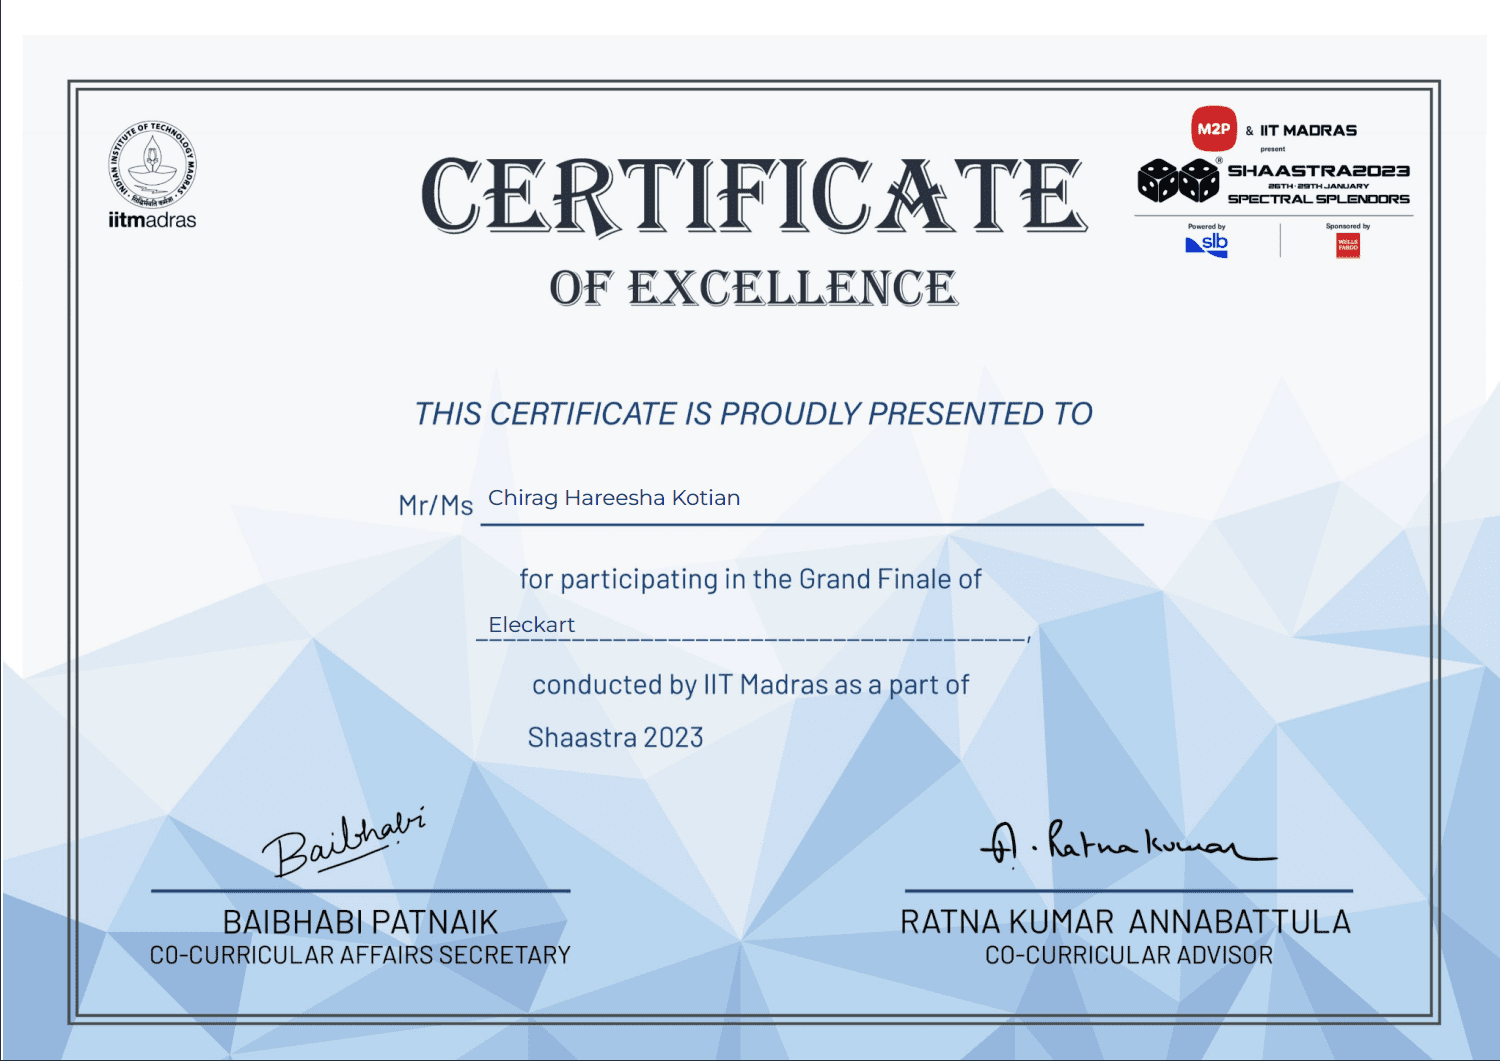 INDIAN INSTITUTE OF TECHNOLOGY MADRAS
सिद्धिर्भवति कर्मजा
iitmadras
M2P & IIT MADRAS
present
SHAASTRA2023
26TH-29TH JANUARY
SPECTRAL SPLENDORS
Powered by
slb
Sponsored by
WELLS
FARGO
CERTIFICATE
OF EXCELLENCE
THIS CERTIFICATE IS PROUDLY PRESENTED TO
Mr/Ms Chirag Hareesha Kotian
for participating in the Grand Finale of
Eleckart,
conducted by IIT Madras as a part of
Shaastra 2023
Baibhabi
BAIBHABI PATNAIK
CO-CURRICULAR AFFAIRS SECRETARY
A. Ratna kumar
RATNA KUMAR ANNABATTULA
CO-CURRICULAR ADVISOR